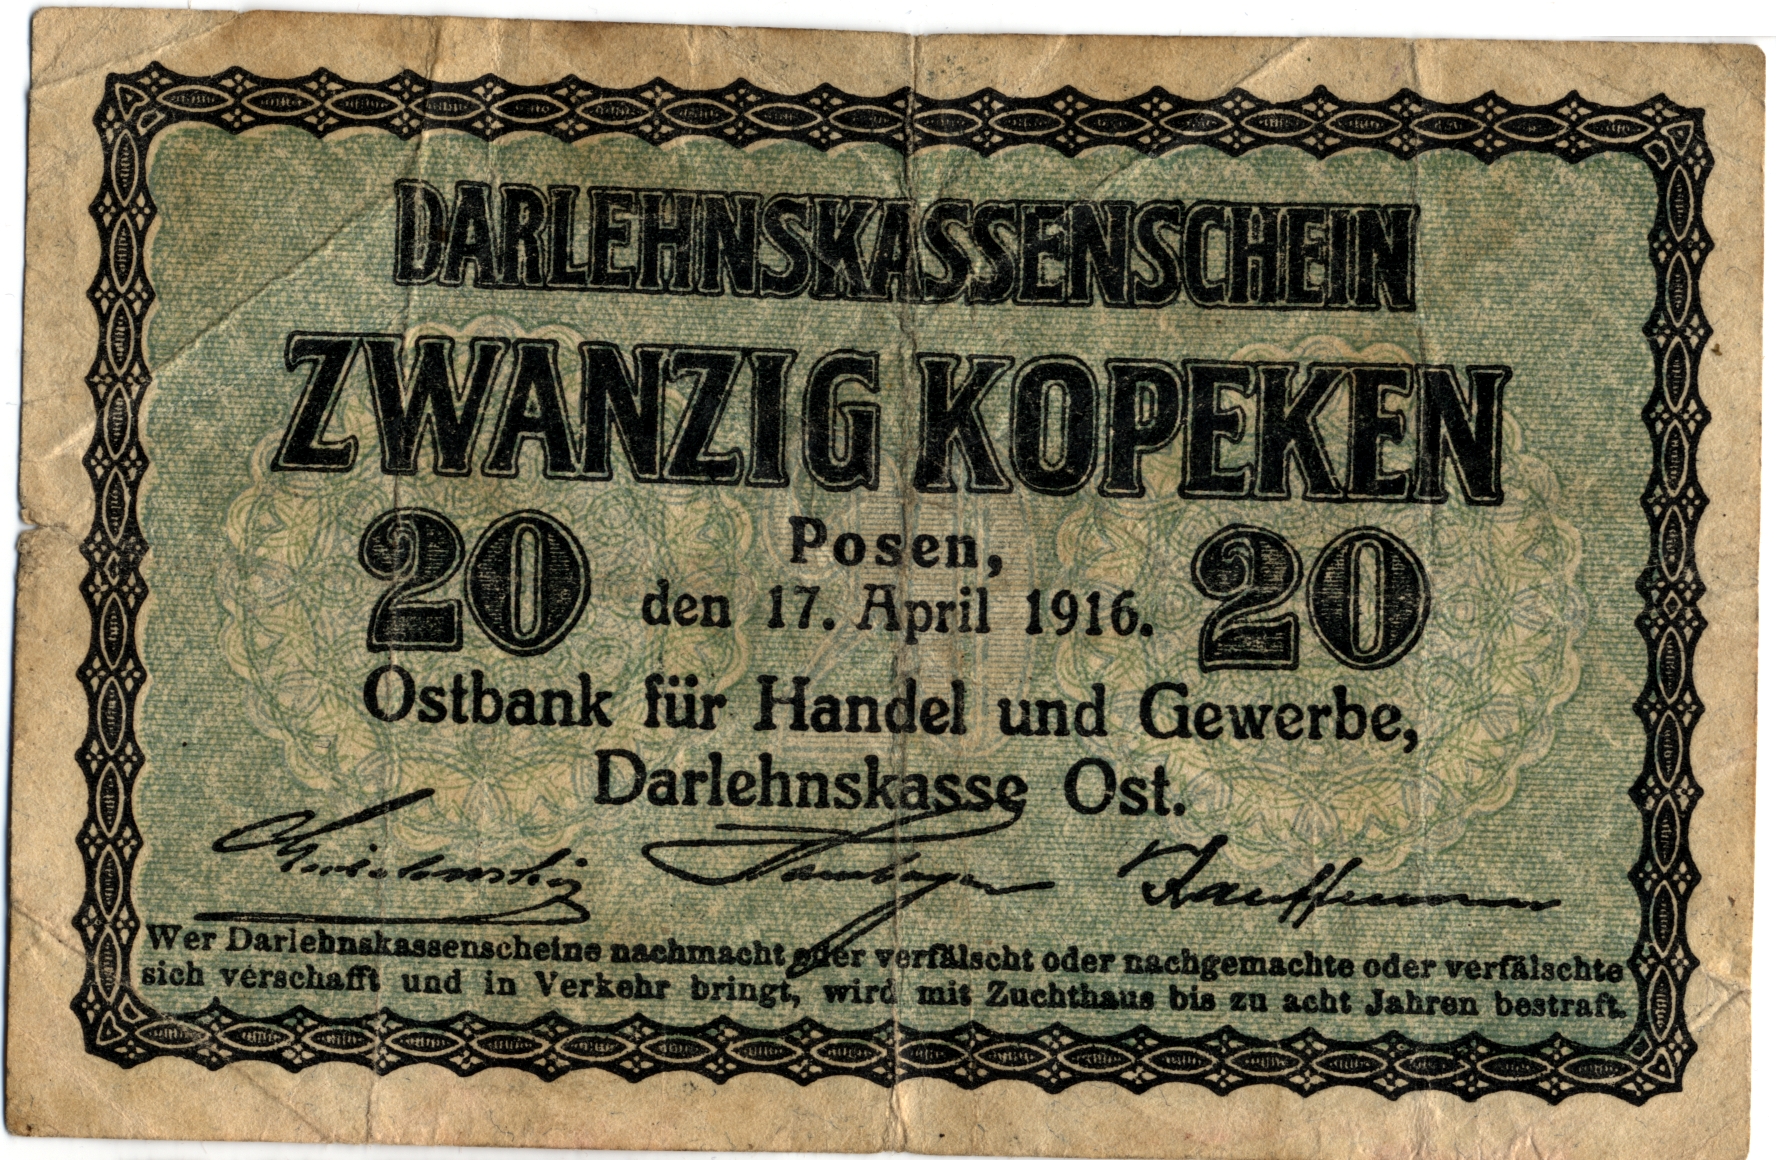 DARLEHNSKASSENSCHEIN
ZWANZIG KOPEKEN
20 Posen, 20
den 17. April 1916.
Ostbank für Handel und Gewerbe,
Darlehnskasse Ost.
Kauffmann
Wer Darlehnskassenscheine nachmacht oder verfälscht oder nachgemachte oder verfälschte
sich verschafft und in Verkehr bringt, wird mit Zuchthaus bis zu acht Jahren bestraft.